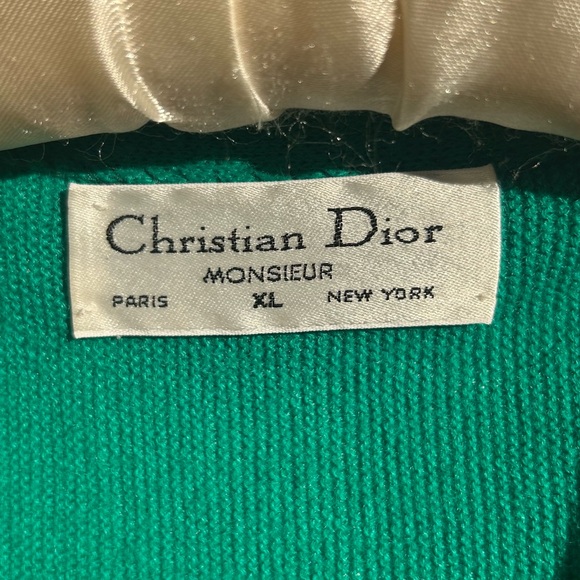 Christian Dior
MONSIEUR
PARIS XL NEW YORK